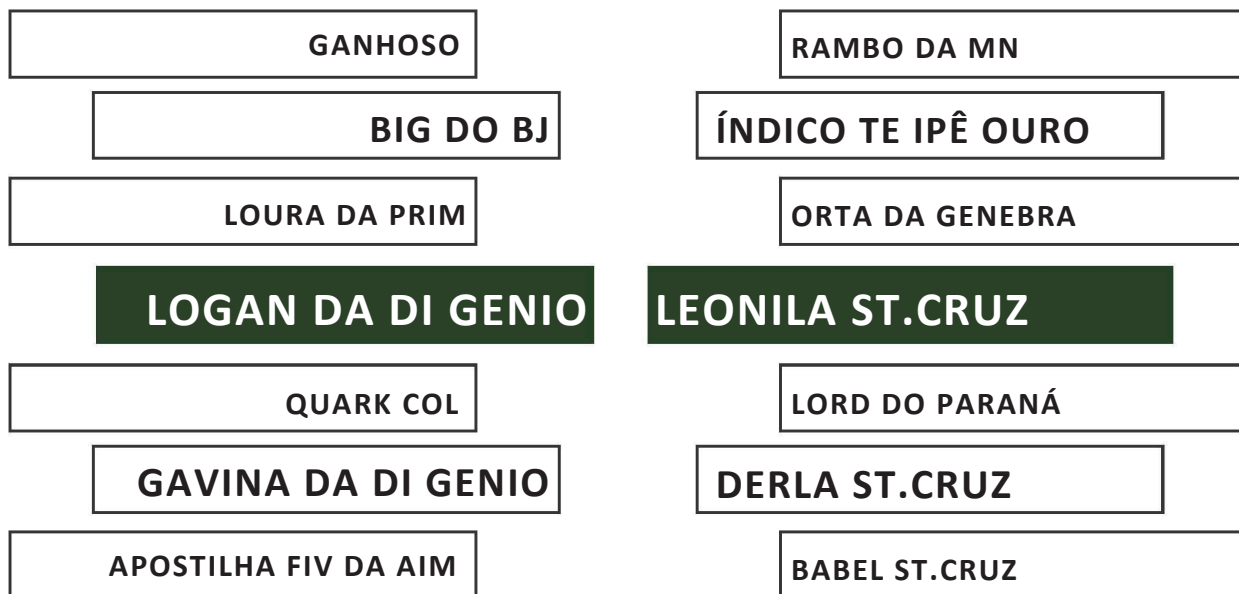 GANHOSO
RAMBO DA MN
BIG DO BJ
ÍNDICO TE IPÊ OURO
LOURA DA PRIM
ORTA DA GENEBRA
LOGAN DA DI GENIO
LEONILA ST.CRUZ
QUARK COL
LORD DO PARANÁ
GAVINA DA DI GENIO
DERLA ST.CRUZ
APOSTILHA FIV DA AIM
BABEL ST.CRUZ